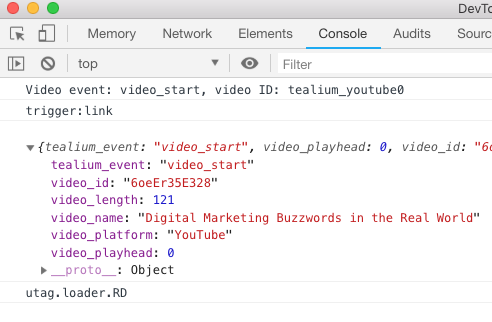 DevTo
Memory Network Elements Console Audits Sourc
top Filter
Video event: video_start, video ID: tealium_youtube0
trigger:link
{tealium_event: "video_start", video_playhead: 0, video_id: "6o
tealium_event: "video_start"
video_id: "6oeEr35E328"
video_length: 121
video_name: "Digital Marketing Buzzwords in the Real World"
video_platform: "YouTube"
video_playhead: 0
__proto__: Object
utag.loader.RD